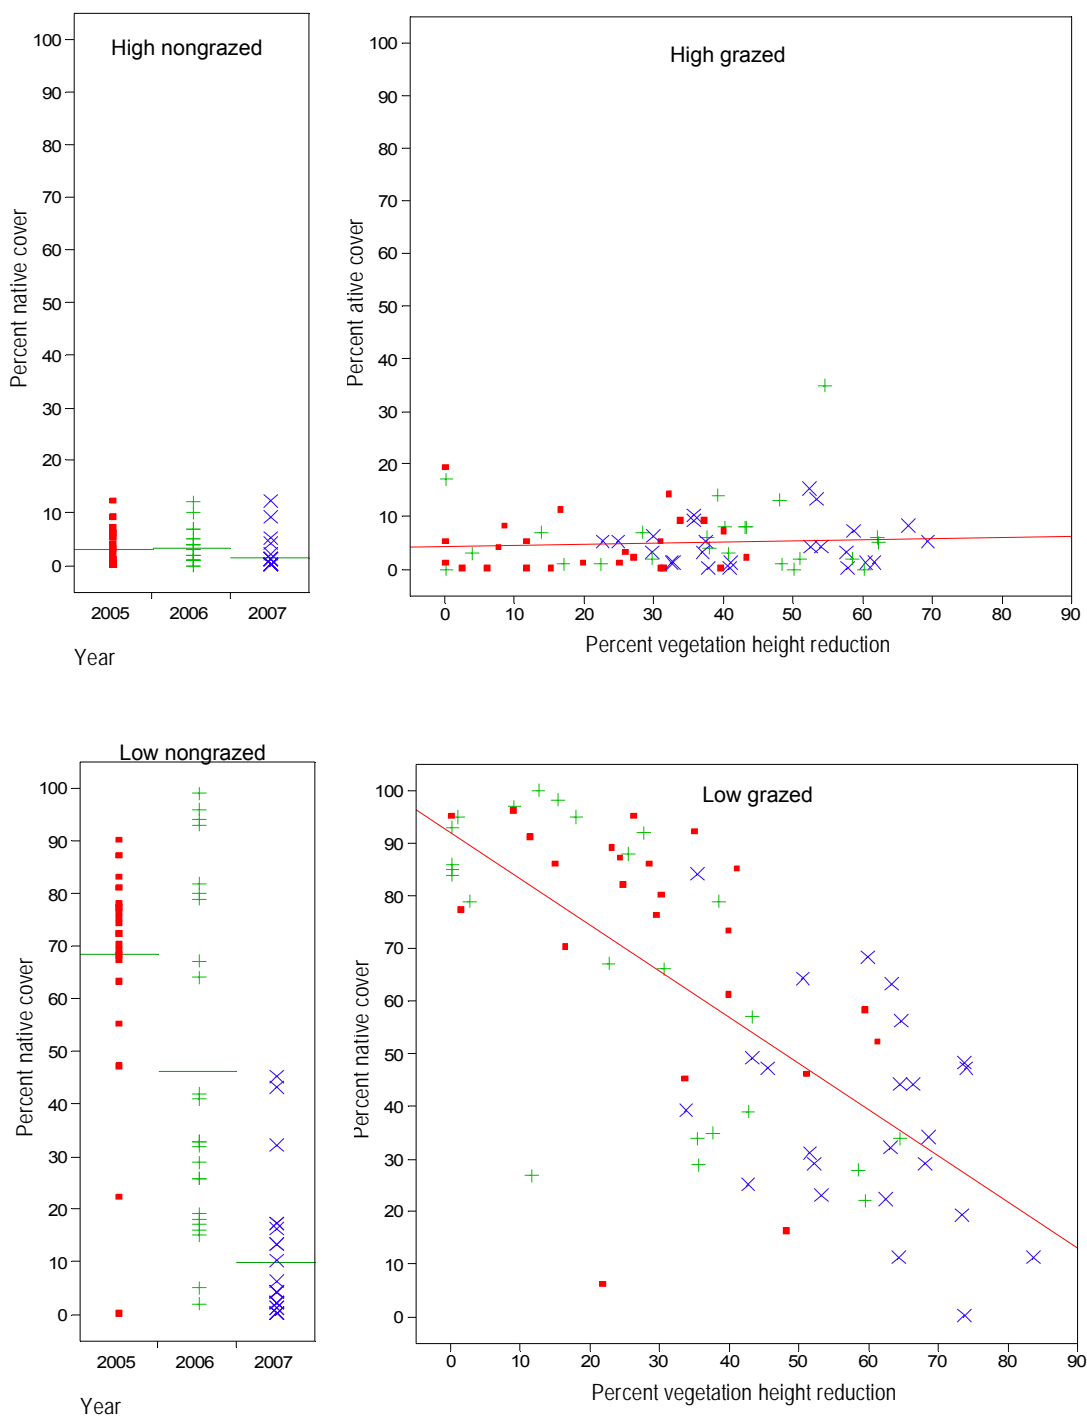 High nongrazed
Percent native cover
100
90
80
70
60
50
40
30
20
10
0
2005 2006 2007
Year
High grazed
Percent ative cover
100
90
80
70
60
50
40
30
20
10
0
0 10 20 30 40 50 60 70 80 90
Percent vegetation height reduction
Low nongrazed
Percent native cover
100
90
80
70
60
50
40
30
20
10
0
2005 2006 2007
Year
Low grazed
Percent native cover
100
90
80
70
60
50
40
30
20
10
0
0 10 20 30 40 50 60 70 80 90
Percent vegetation height reduction